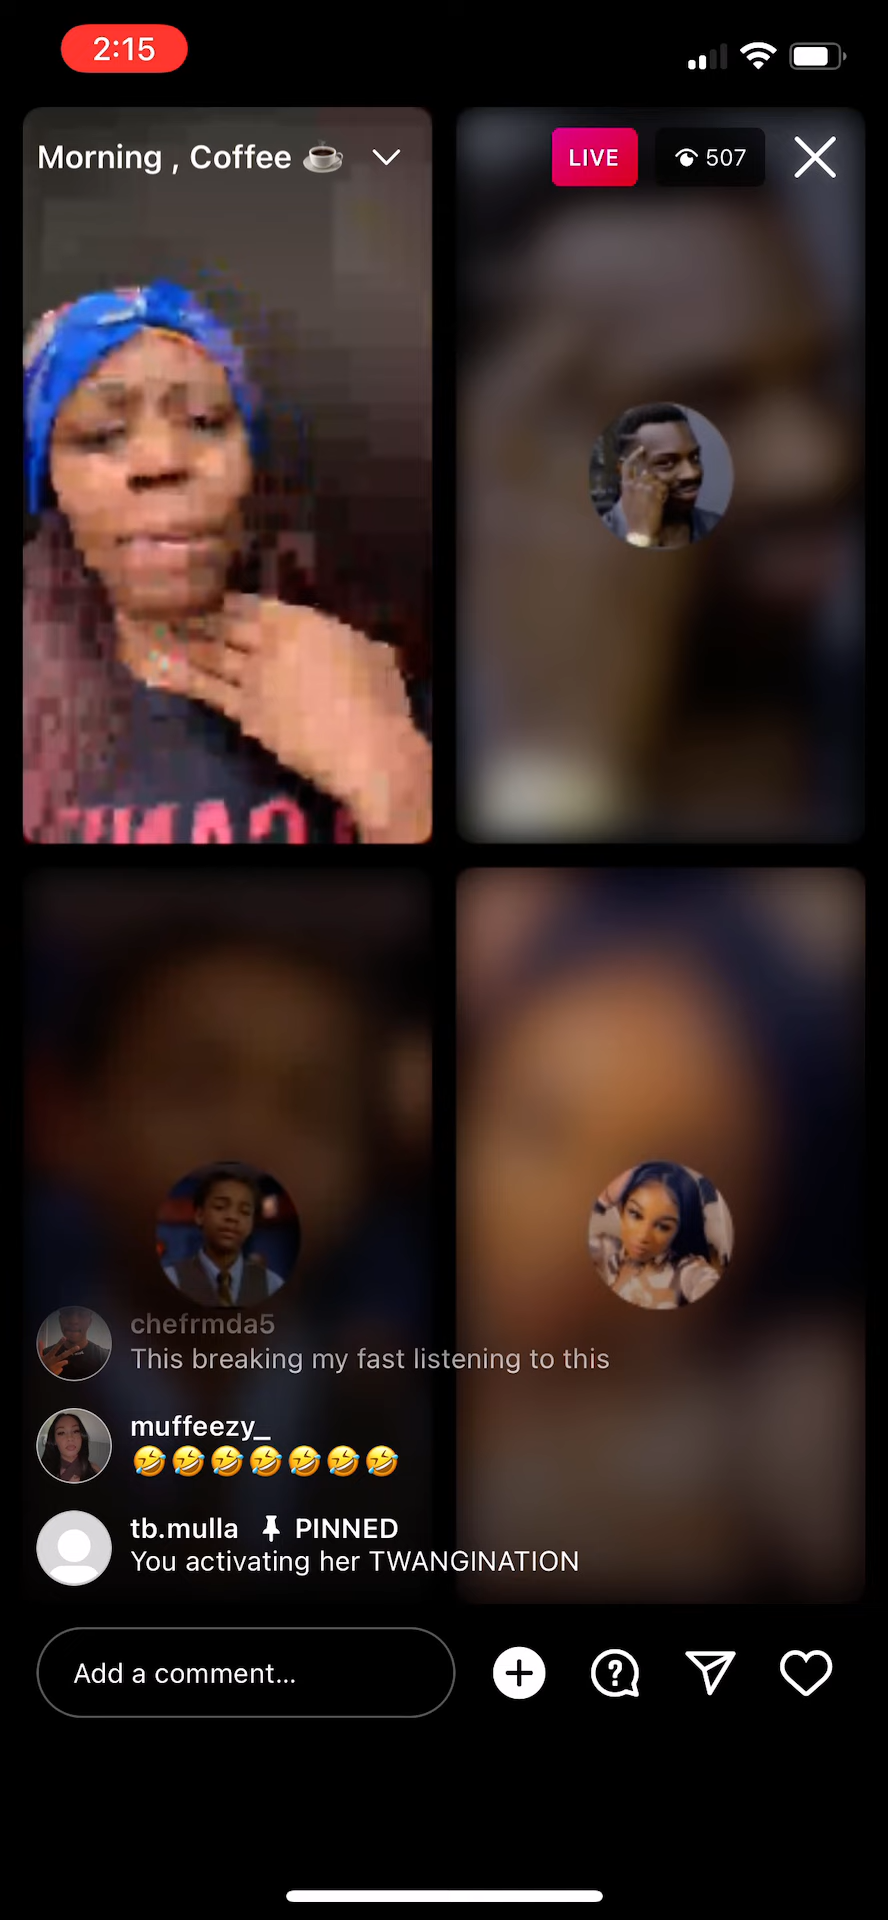 2:15
Morning , Coffee ☕
LIVE
507
chefrmda5
This breaking my fast listening to this
muffeezy_
🤣🤣🤣🤣🤣🤣🤣
tb.mulla PINNED
You activating her TWANGINATION
Add a comment...